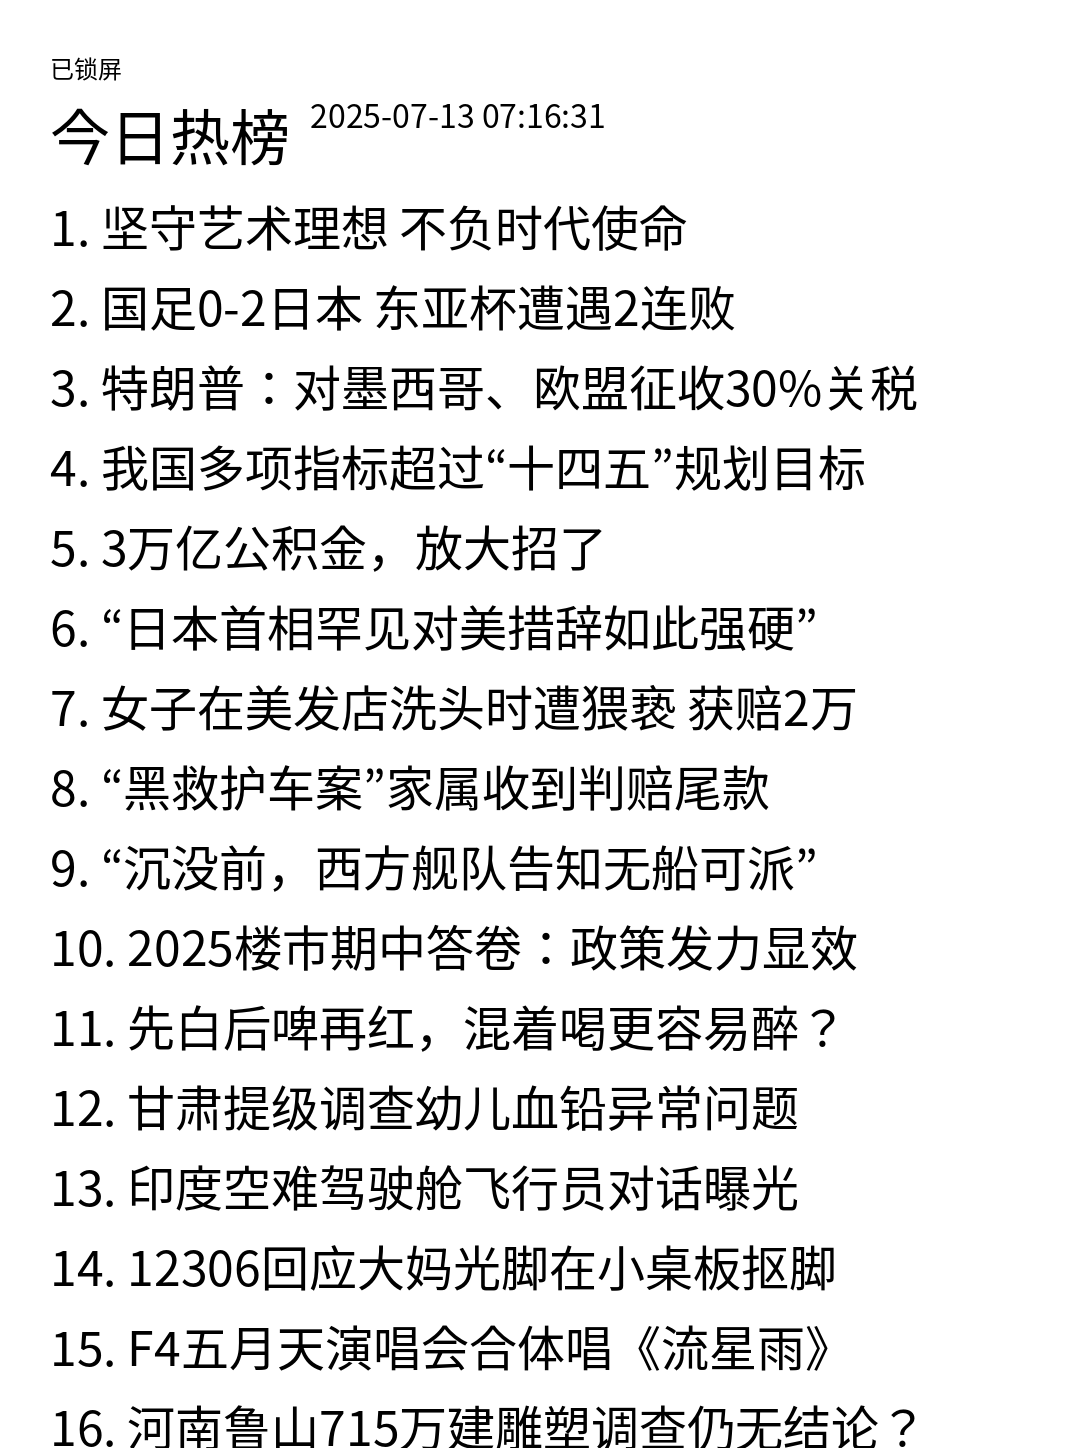 已锁屏
今日热榜 2025-07-13 07:16:31
1. 坚守艺术理想 不负时代使命
2. 国足0-2日本 东亚杯遭遇2连败
3. 特朗普：对墨西哥、欧盟征收30%关税
4. 我国多项指标超过“十四五”规划目标
5. 3万亿公积金，放大招了
6. “日本首相罕见对美措辞如此强硬”
7. 女子在美发店洗头时遭猥亵 获赔2万
8. “黑救护车案”家属收到判赔尾款
9. “沉没前，西方舰队告知无船可派”
10. 2025楼市期中答卷：政策发力显效
11. 先白后啤再红，混着喝更容易醉？
12. 甘肃提级调查幼儿血铅异常问题
13. 印度空难驾驶舱飞行员对话曝光
14. 12306回应大妈光脚在小桌板抠脚
15. F4五月天演唱会合体唱《流星雨》
16. 河南鲁山715万建雕塑调查仍无结论？